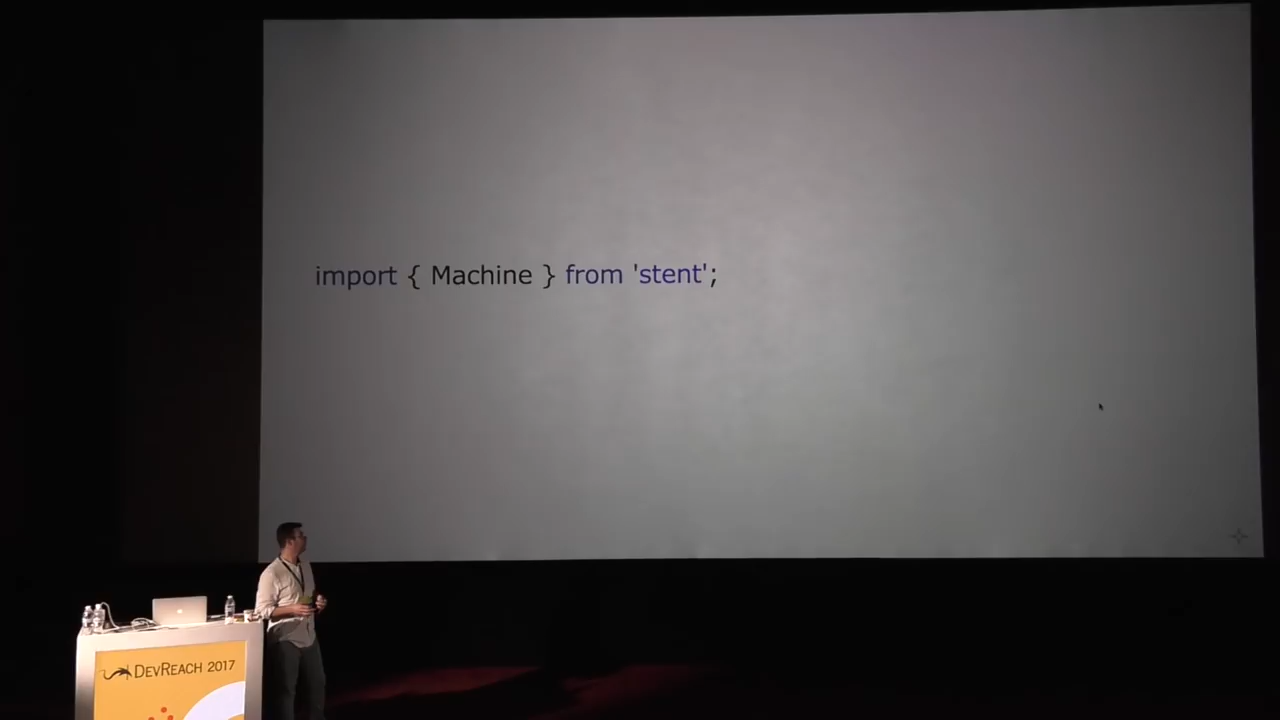 import { Machine } from 'stent';
DEVREACH 2017